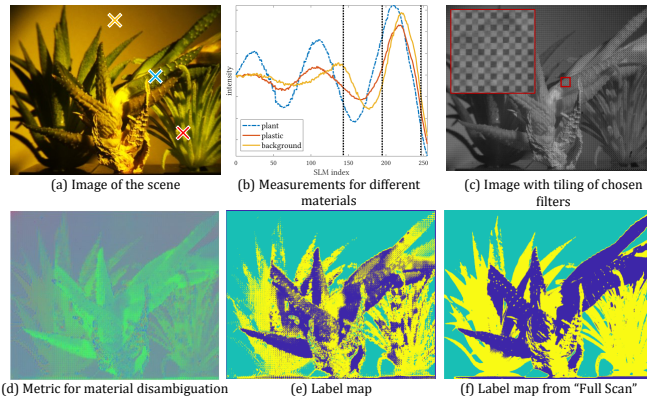 intensity
plant
plastic
background
0
50
100
150
200
250
SLM index
(a) Image of the scene
(b) Measurements for different
materials
(c) Image with tiling of chosen
filters
(d) Metric for material disambiguation
(e) Label map
(f) Label map from “Full Scan”